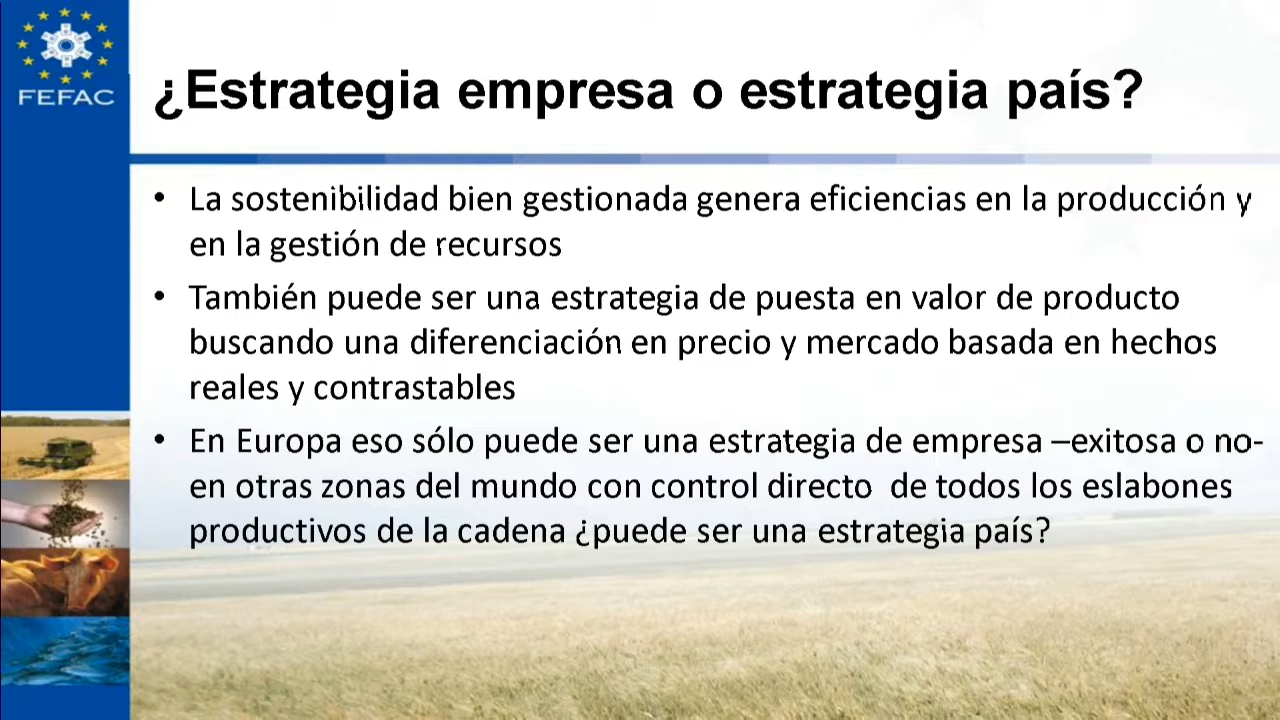 FEFAC
¿Estrategia empresa o estrategia país?
• La sostenibilidad bien gestionada genera eficiencias en la producción y
en la gestión de recursos
• También puede ser una estrategia de puesta en valor de producto
buscando una diferenciación en precio y mercado basada en hechos
reales y contrastables
• En Europa eso sólo puede ser una estrategia de empresa –exitosa o no-
en otras zonas del mundo con control directo  de todos los eslabones
productivos de la cadena ¿puede ser una estrategia país?